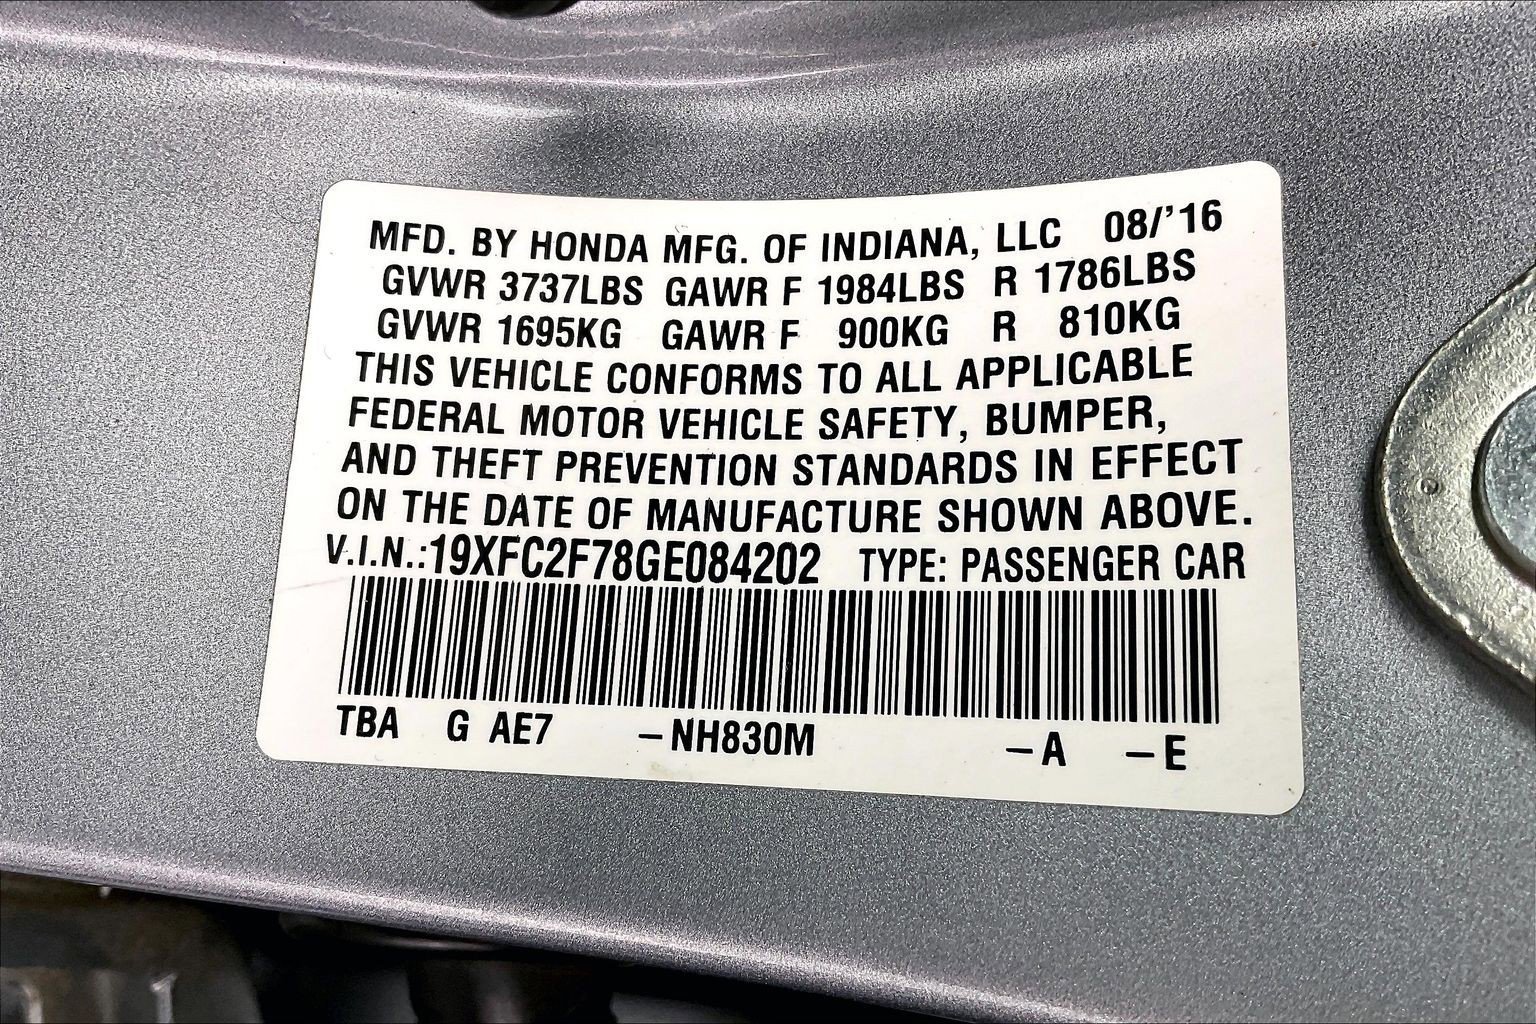 MFD. BY HONDA MFG. OF INDIANA, LLC 08/'16
GVWR 3737LBS GAWR F 1984LBS R 1786LBS
GVWR 1695KG GAWR F 900KG R 810KG
THIS VEHICLE CONFORMS TO ALL APPLICABLE
FEDERAL MOTOR VEHICLE SAFETY, BUMPER,
AND THEFT PREVENTION STANDARDS IN EFFECT
ON THE DATE OF MANUFACTURE SHOWN ABOVE.
V.I.N.:19XFC2F78GE084202 TYPE: PASSENGER CAR
TBA G AE7 –NH830M –A –E